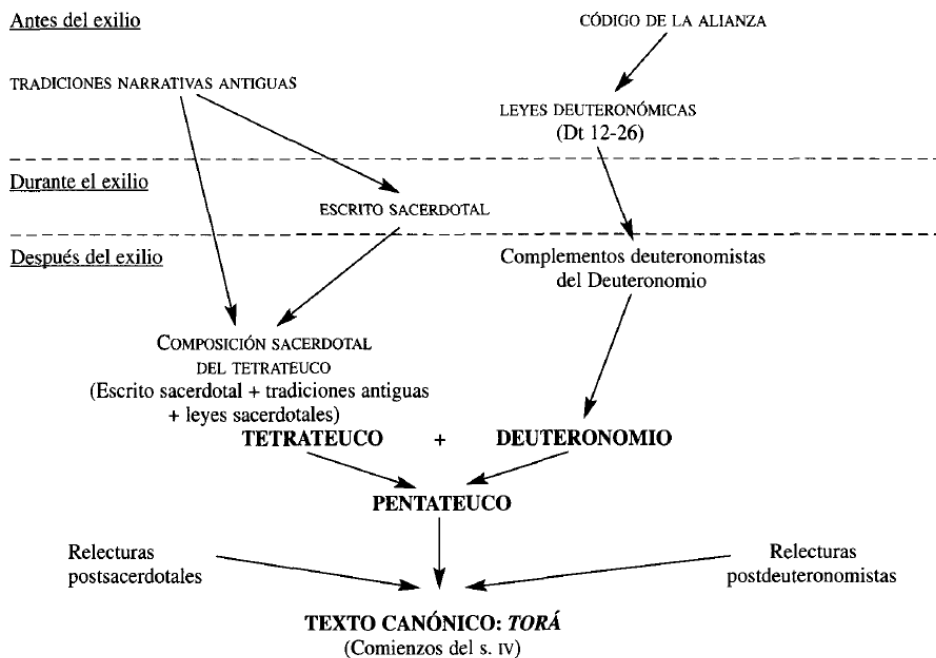 Antes del exilio
CÓDIGO DE LA ALIANZA
TRADICIONES NARRATIVAS ANTIGUAS
LEYES DEUTERONÓMICAS
(Dt 12-26)
Durante el exilio
ESCRITO SACERDOTAL
Después del exilio
Complementos deuteronomistas
del Deuteronomio
COMPOSICIÓN SACERDOTAL
DEL TETRATEUCO
(Escrito sacerdotal + tradiciones antiguas
+ leyes sacerdotales)
TETRATEUCO + DEUTERONOMIO
PENTATEUCO
Relecturas
postsacerdotales
Relecturas
postdeuteronomistas
TEXTO CANÓNICO: TORÁ
(Comienzos del s. IV)